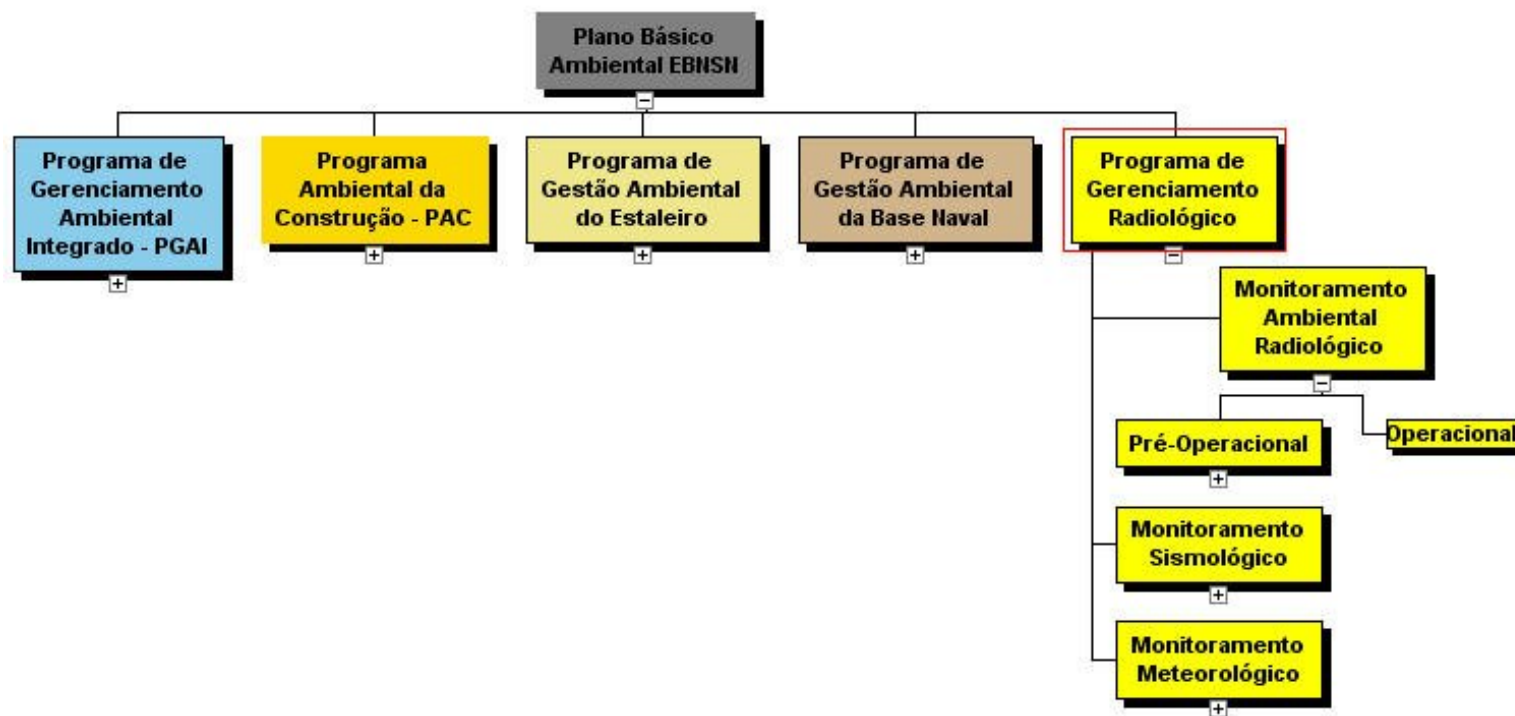 Plano Básico
Ambiental EBNSN
Programa de
Gerenciamento
Ambiental
Integrado - PGAI
Programa
Ambiental da
Construção - PAC
Programa de
Gestão Ambiental
do Estaleiro
Programa de
Gestão Ambiental
da Base Naval
Programa de
Gerenciamento
Radiológico
Monitoramento
Ambiental
Radiológico
Pré-Operacional
Operacional
Monitoramento
Sismológico
Monitoramento
Meteorológico